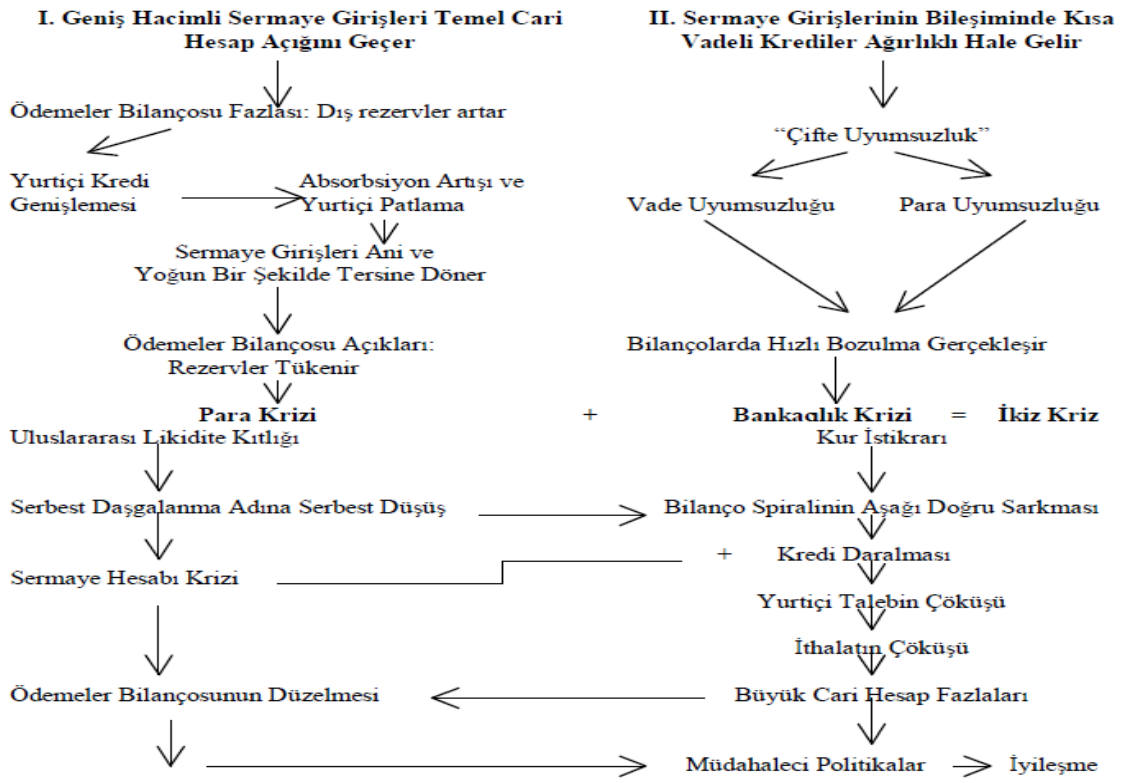 I. Geniş Hacimli Sermaye Girişleri Temel Cari
Hesap Açığını Geçer
II. Sermaye Girişlerinin Bileşiminde Kısa
Vadeli Krediler Ağırlıklı Hale Gelir
Ödemeler Bilançosu Fazlası: Dış rezervler artar
“Çifte Uyumsuzluk”
Yurtiçi Kredi
Genişlemesi
Absorbsiyon Artışı ve
Yurtiçi Patlama
Vade Uyumsuzluğu
Para Uyumsuzluğu
Sermaye Girişleri Ani ve
Yoğun Bir Şekilde Tersine Döner
Ödemeler Bilançosu Açıkları:
Rezervler Tükenir
Bilançolarda Hızlı Bozulma Gerçekleşir
Para Krizi + Bankacılık Krizi = İkiz Kriz
Uluslararası Likidite Kıtlığı
Kur İstikrarı
Serbest Daşgalanma Adına Serbest Düşüş
Bilanço Spiralinin Aşağı Doğru Sarkması
+ Kredi Daralması
Sermaye Hesabı Krizi
Yurtiçi Talebin Çöküşü
İthalatın Çöküşü
Ödemeler Bilançosunun Düzelmesi
Büyük Cari Hesap Fazlaları
Müdahaleci Politikalar
İyileşme